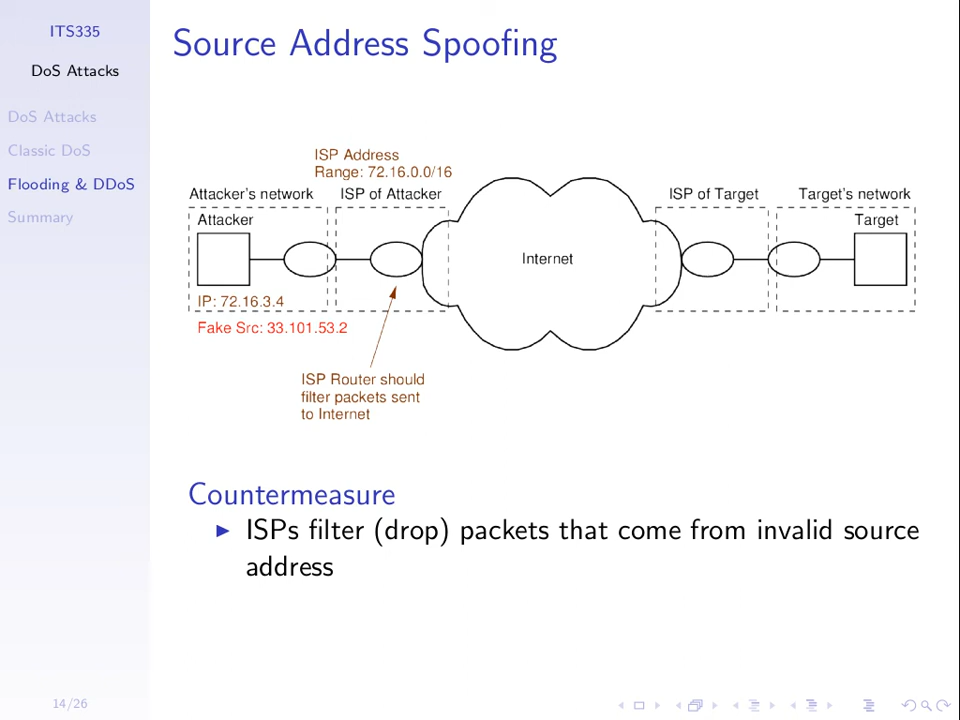 ITS335
DoS Attacks
DoS Attacks
Classic DoS
Flooding & DDoS
Summary
Source Address Spoofing
ISP Address
Range: 72.16.0.0/16
Attacker's network
ISP of Attacker
ISP of Target
Target's network
Attacker
Target
Internet
IP: 72.16.3.4
Fake Src: 33.101.53.2
ISP Router should
filter packets sent
to Internet
Countermeasure
ISPs filter (drop) packets that come from invalid source
address
14/26